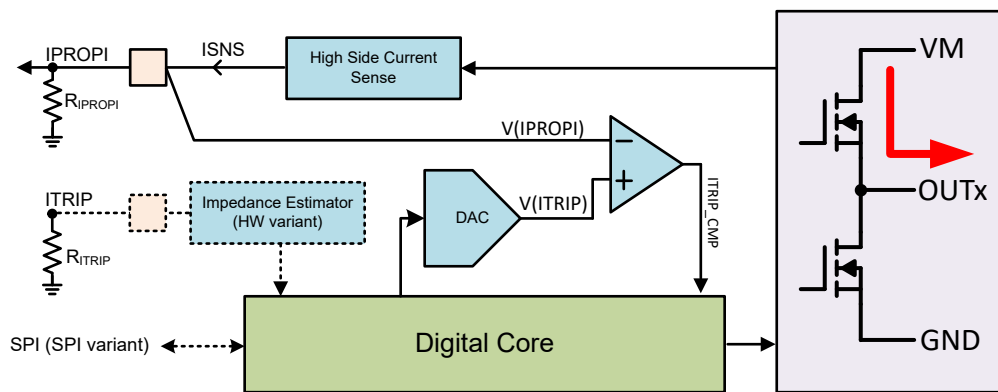 IPROPI
ISNS
High Side Current
Sense
VM
RIPROPI
V(IPROPI)
−
+
ITRIP
Impedance Estimator
(HW variant)
DAC
V(ITRIP)
ITRIP_CMP
OUTx
RITRIP
SPI (SPI variant)
Digital Core
GND